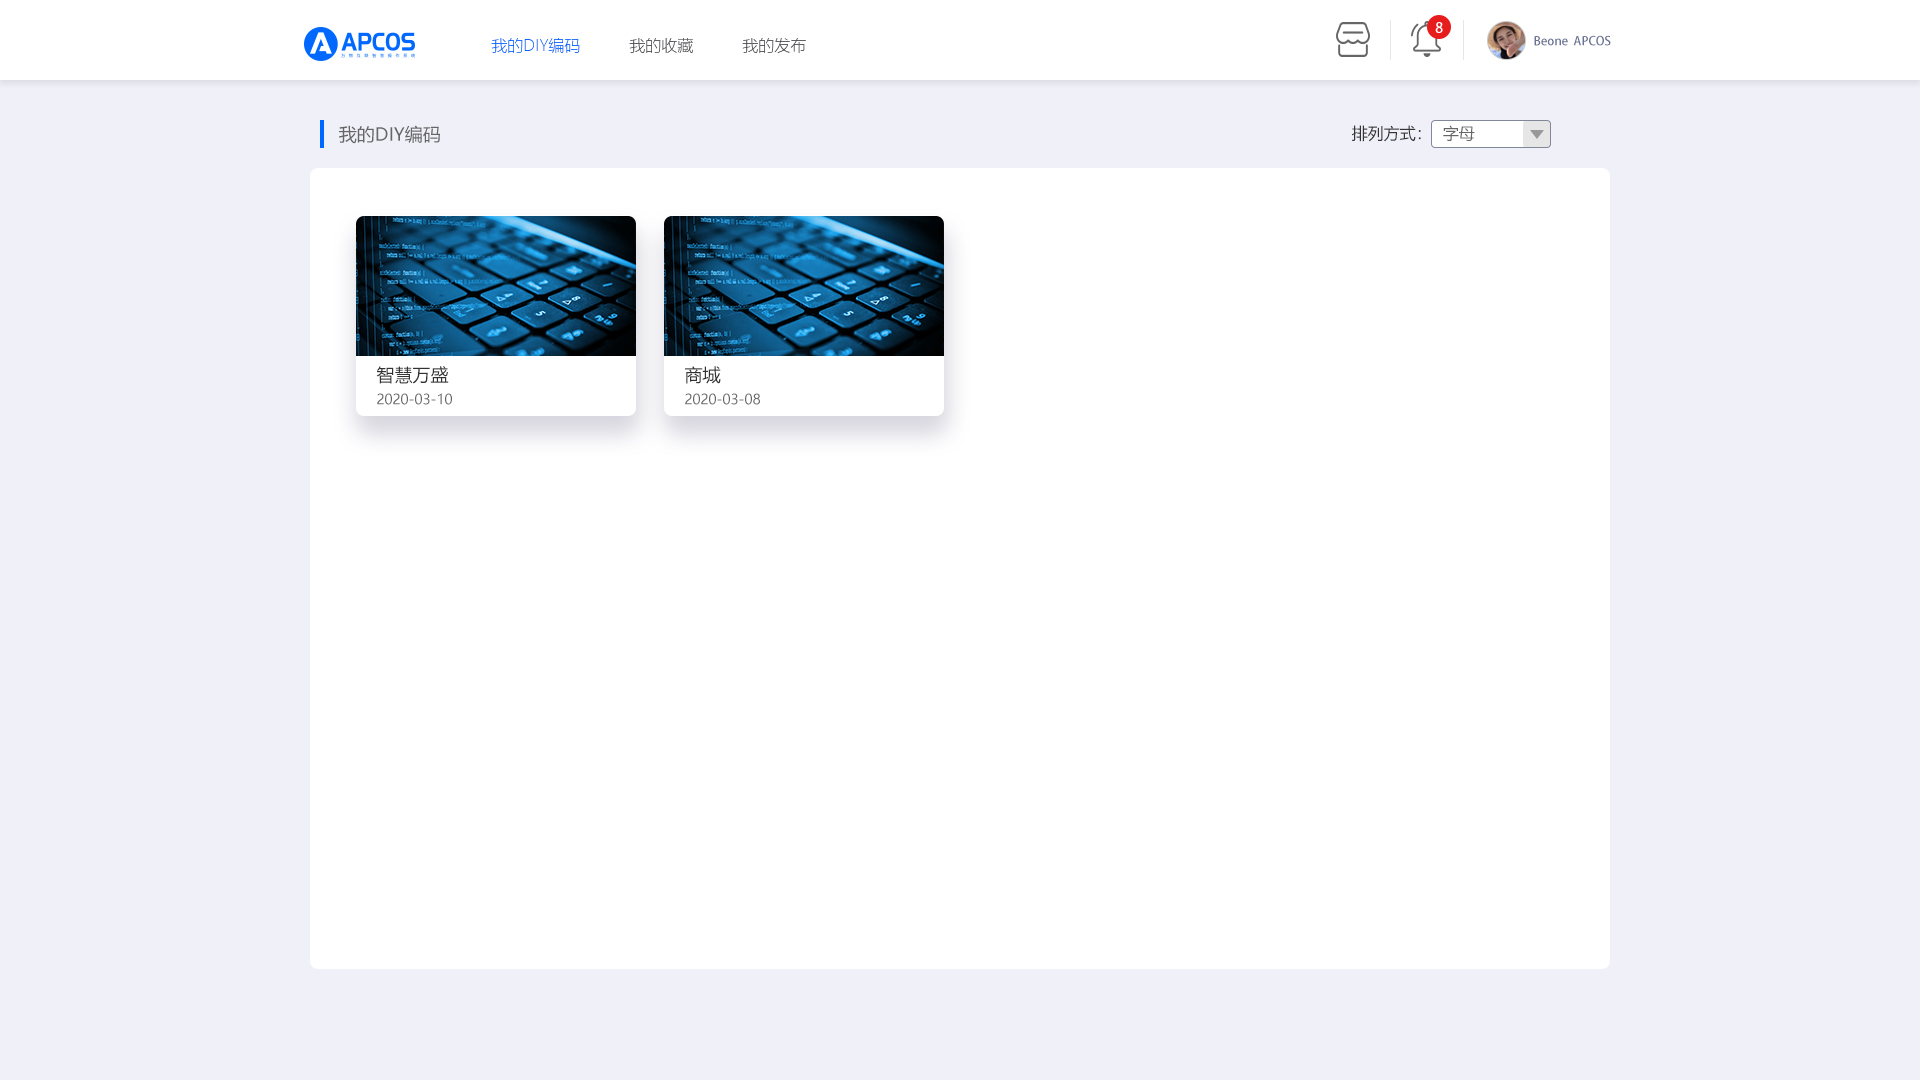 APCOS
我的DIY编码
我的收藏
我的发布
8
Beone APCOS
我的DIY编码
排列方式：
字母
智慧万盛
2020-03-10
商城
2020-03-08